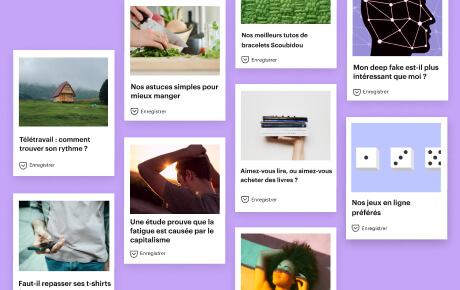 Télétravail : comment
trouver son rythme ?
Enregistrer
Faut-il repasser ses t-shirts
Nos astuces simples pour
mieux manger
Enregistrer
Une étude prouve que la
fatigue est causée par le
capitalisme
Enregistrer
Nos meilleurs tutos de
bracelets Scoubidou
Enregistrer
Aimez-vous lire, ou aimez-vous
acheter des livres ?
Enregistrer
Mon deep fake est-il plus
intéressant que moi ?
Enregistrer
Nos jeux en ligne
préférés
Enregistrer